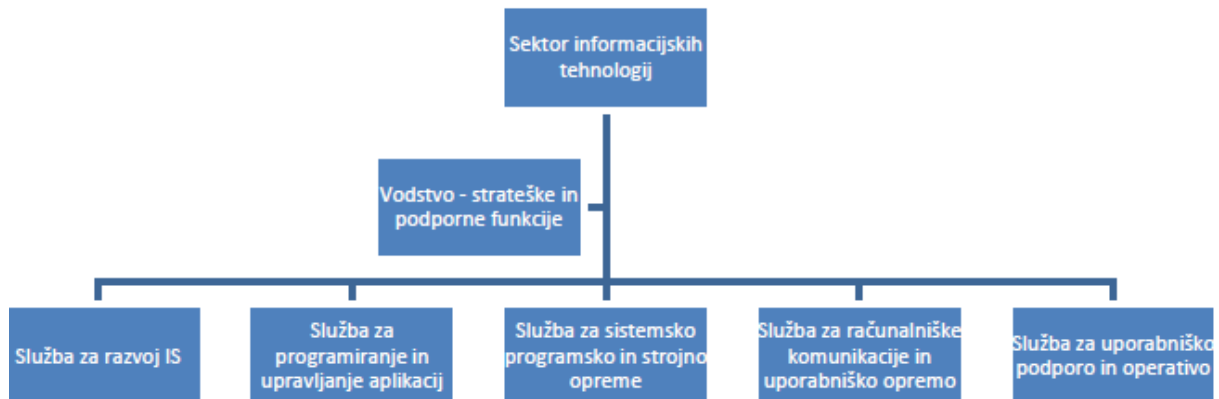 Sektor informacijskih
tehnologij
Vodstvo - strateške in
podporne funkcije
Služba za razvoj IS
Služba za
programiranje in
upravljanje aplikacij
Služba za sistemsko
programsko in strojno
opreme
Služba za računalniške
komunikacije in
uporabniško opremo
Služba za uporabniško
podporo in operativo